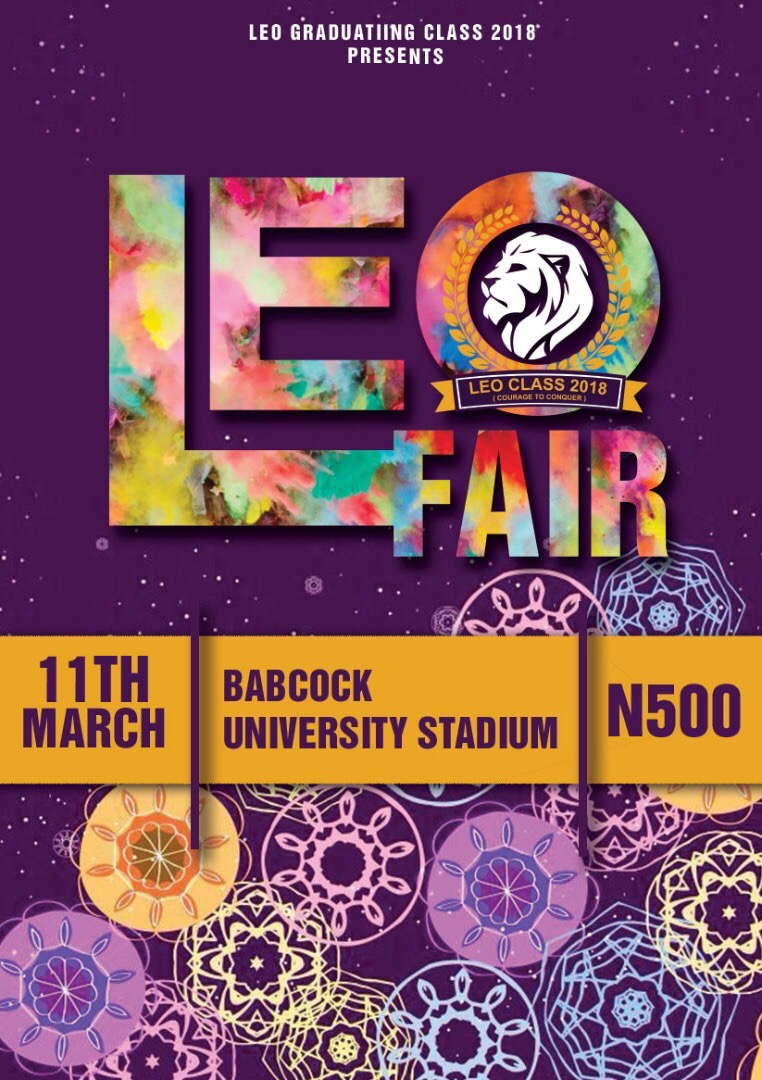 LEO GRADUATIING CLASS 2018
PRESENTS
LEO
LEO CLASS 2018
( COURAGE TO CONQUER )
FAIR
11TH
MARCH
BABCOCK
UNIVERSITY STADIUM
N500